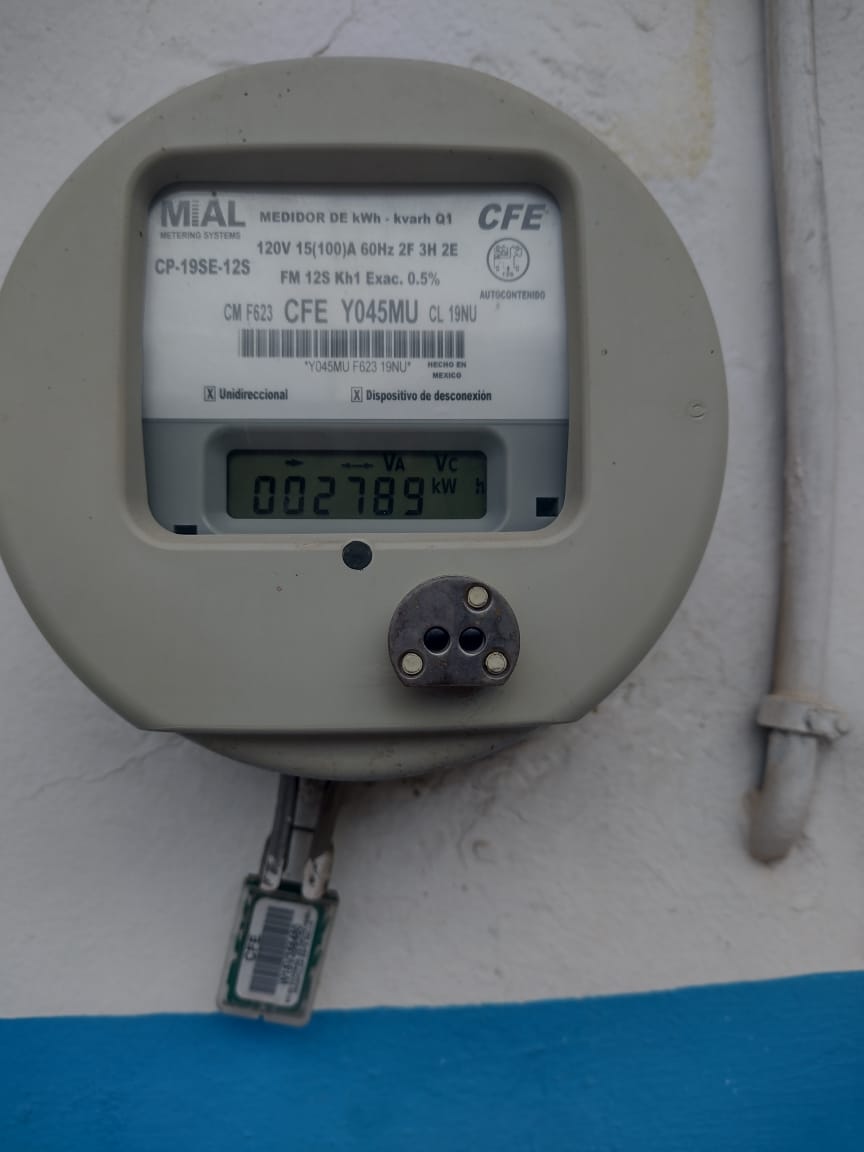 MIAL
METERING SYSTEMS
MEDIDOR DE kWh - kvarh Q1
CFE
120V 15(100)A 60Hz 2F 3H 2E
CP-19SE-12S
FM 12S Kh1 Exac. 0.5%
12S
AUTOCONTENIDO
CM F623 CFE Y045MU CL 19NU
*Y045MU F623 19NU*
HECHO EN
MEXICO
X Unidireccional
X Dispositivo de desconexión
VA VC
002789 kW h
CFE